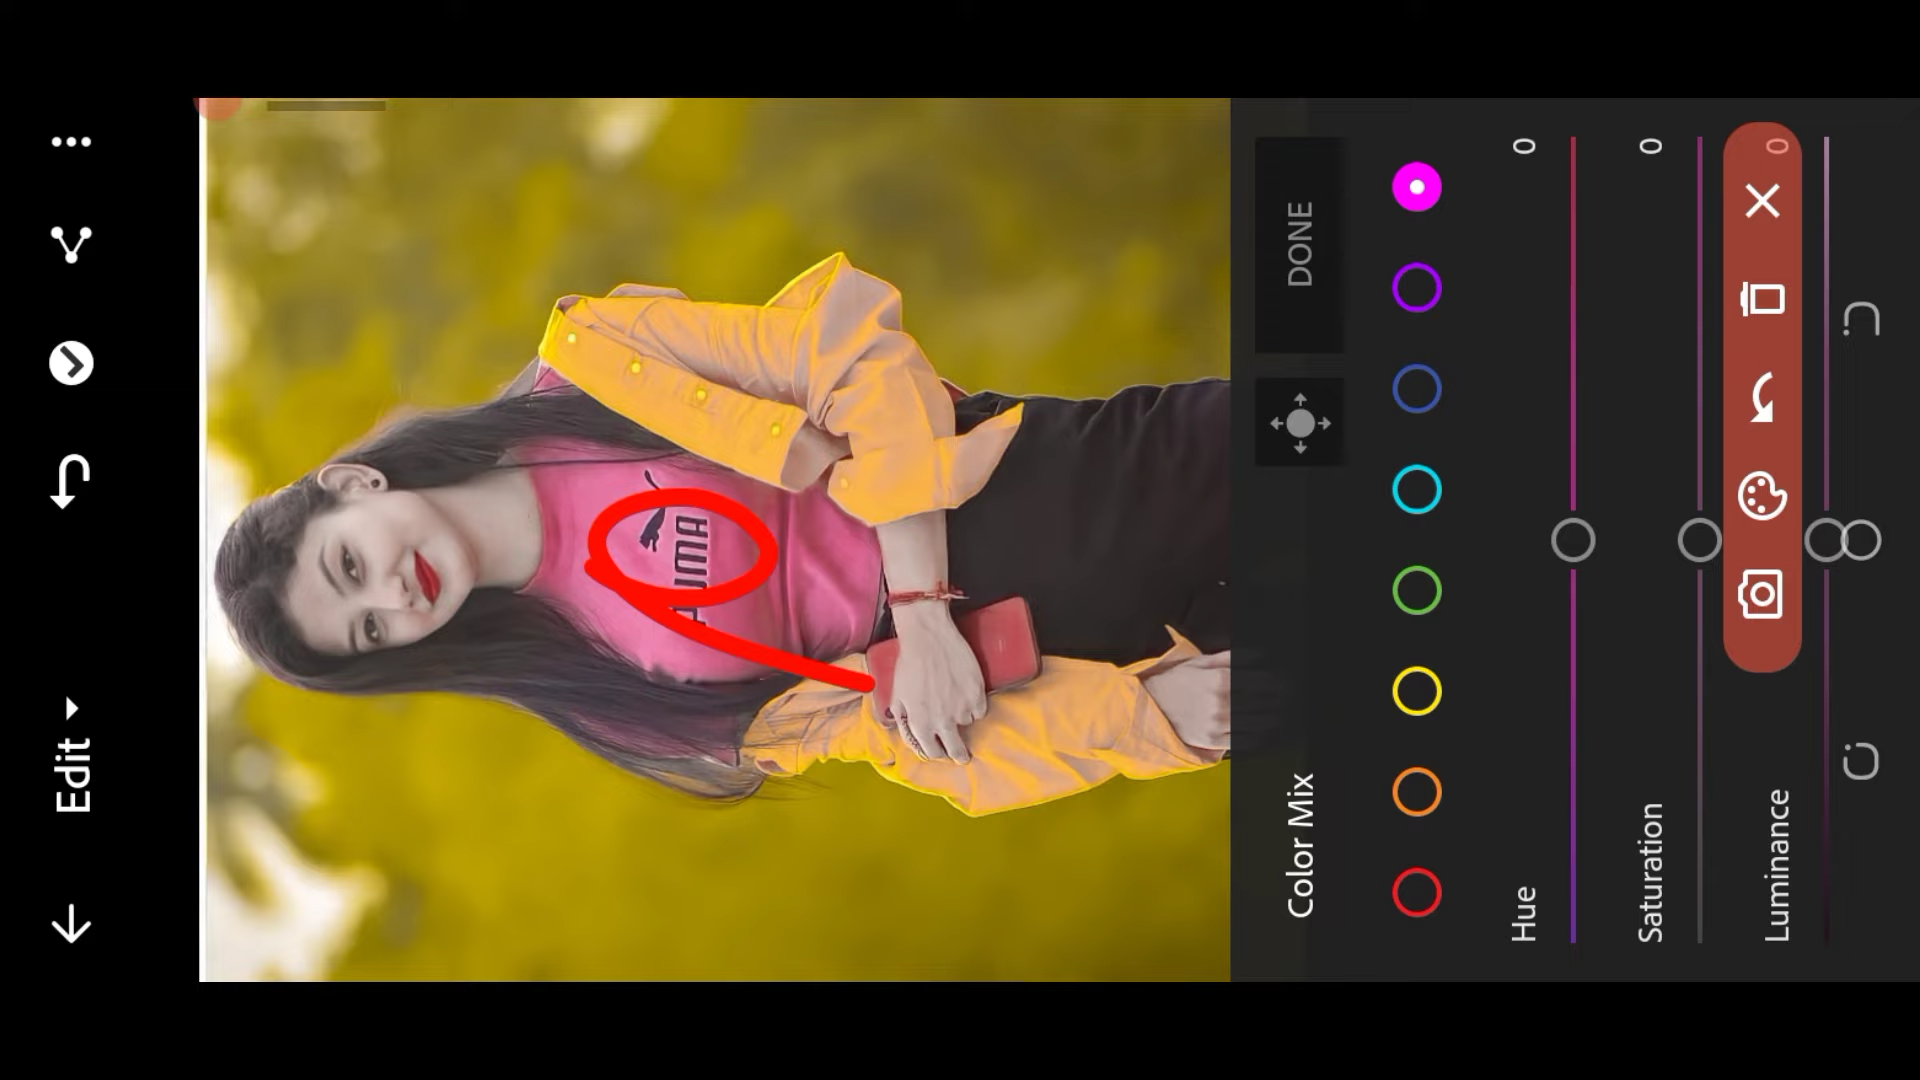 Edit
PUMA
Color Mix
DONE
Hue
0
Saturation
0
Luminance
0